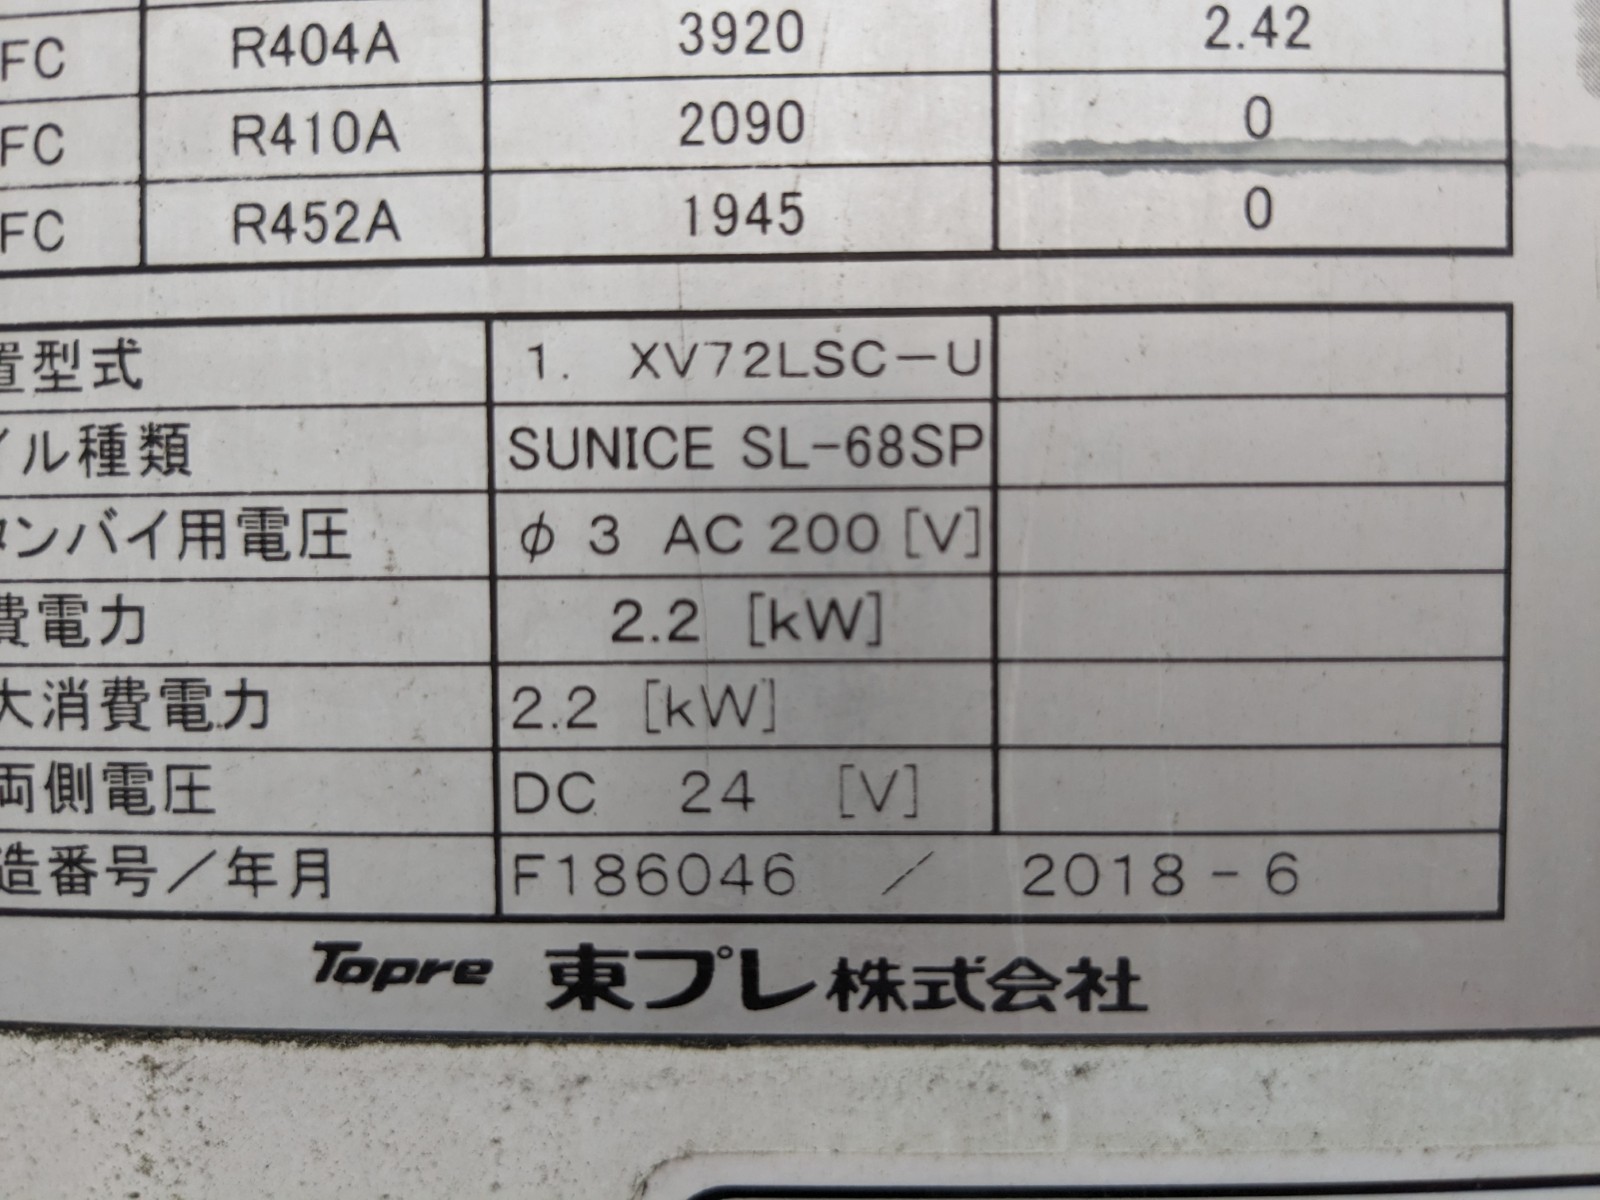 FC R404A 3920 2.42
FC R410A 2090 0
FC R452A 1945 0
置型式 1. XV72LSC-U
イル種類 SUNICE SL-68SP
タンバイ用電圧 φ 3 AC 200 [V]
費電力 2.2 [kW]
大消費電力 2.2 [kW]
両側電圧 DC 24 [V]
造番号／年月 F186046 ／ 2018-6
Topre 東プレ株式会社